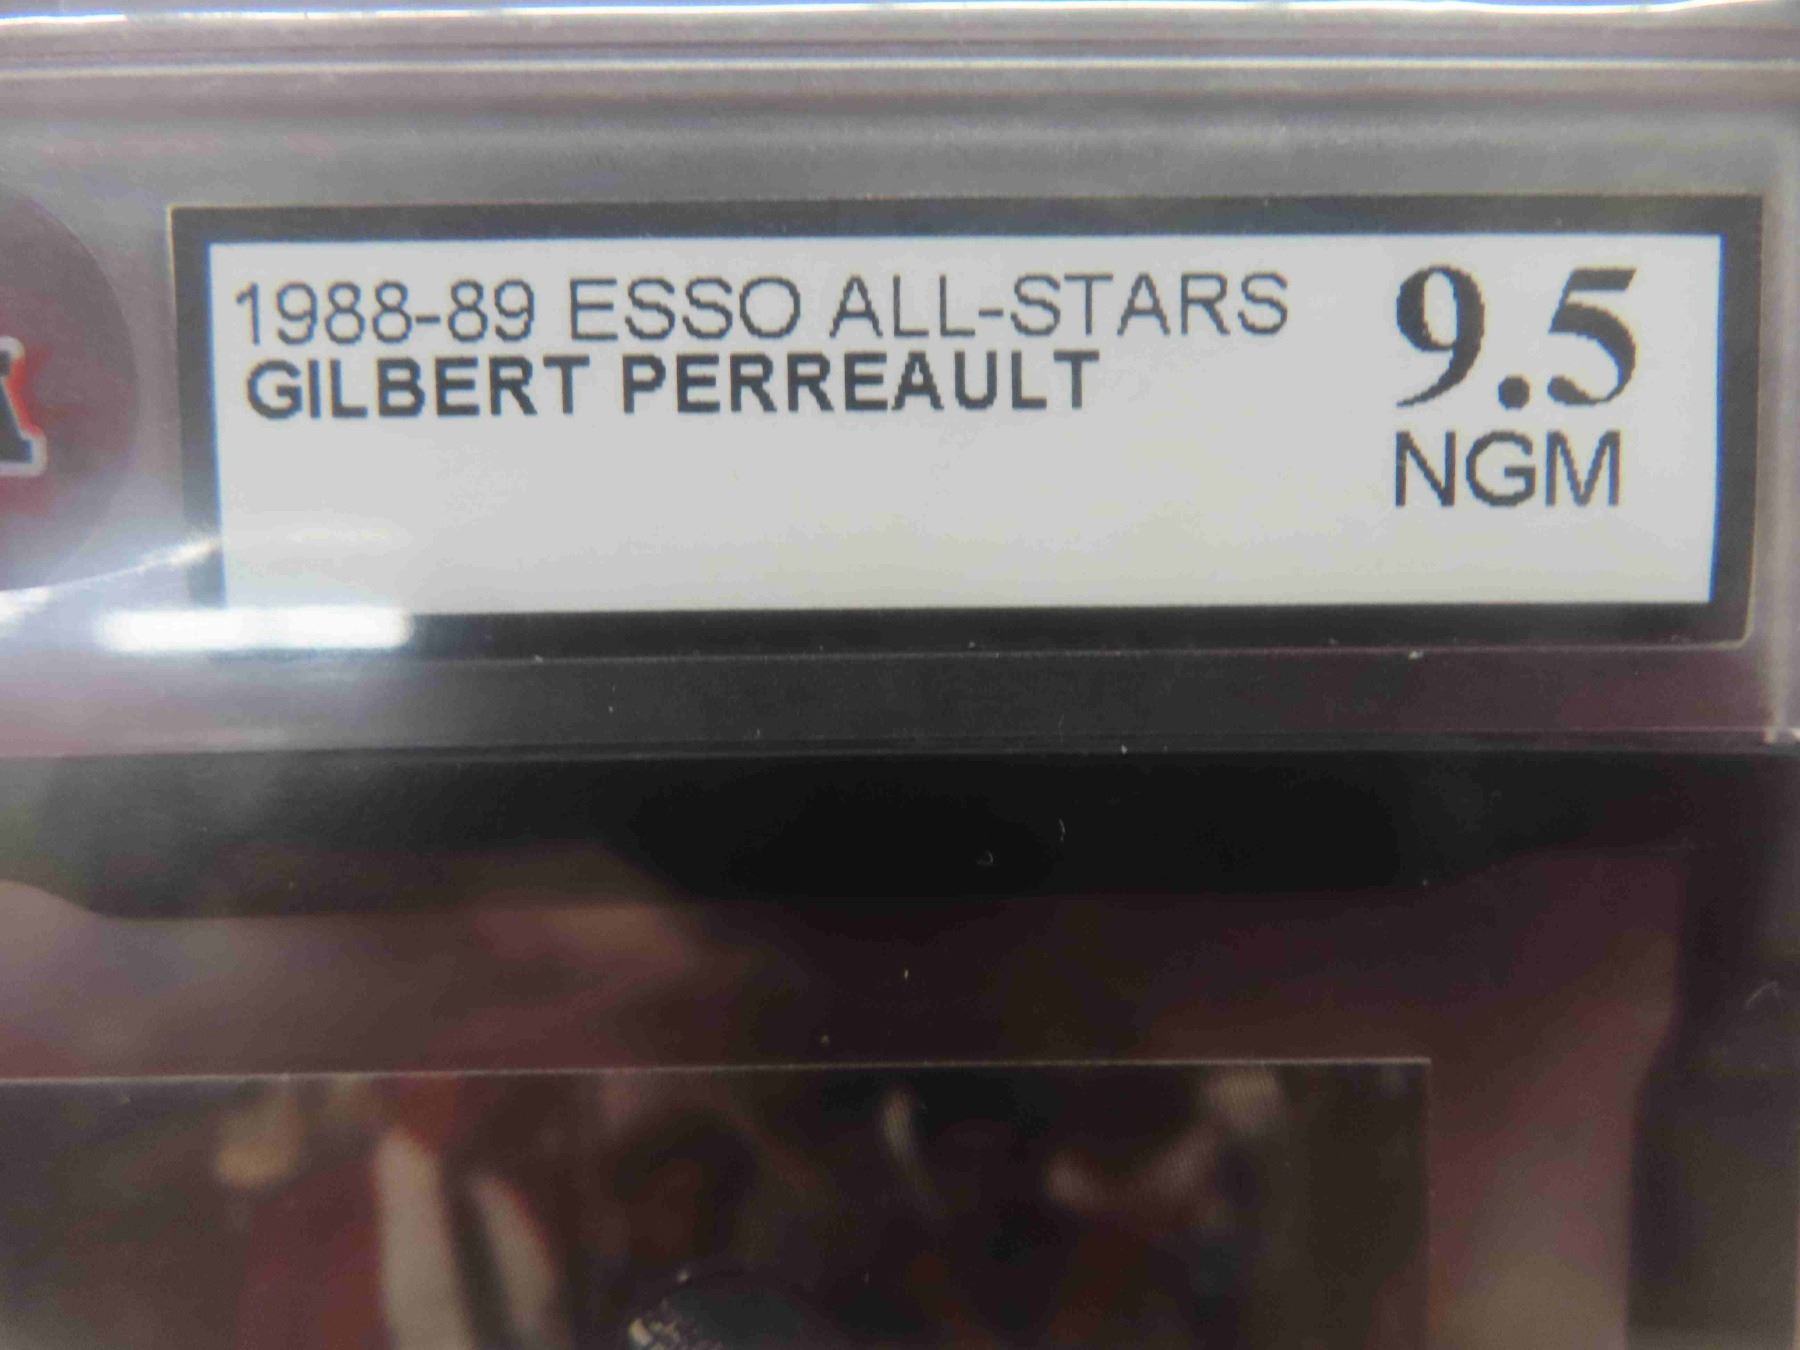 1988-89 ESSO ALL-STARS
GILBERT PERREAULT
9.5
NGM